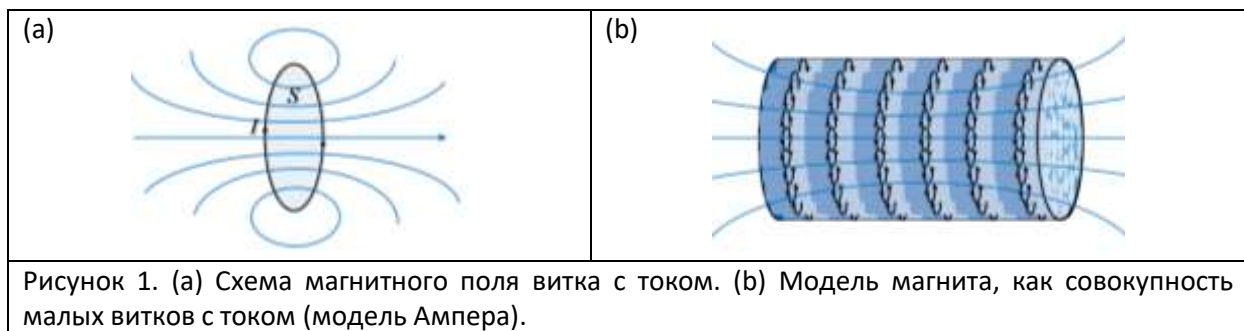 (a)
(b)
S
I
Рисунок 1. (a) Схема магнитного поля витка с током. (b) Модель магнита, как совокупность
малых витков с током (модель Ампера).